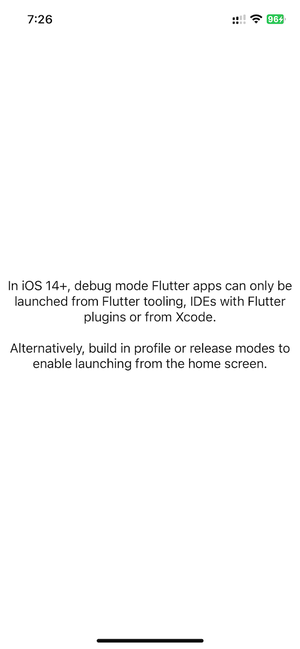 7:26
96
In iOS 14+, debug mode Flutter apps can only be
launched from Flutter tooling, IDEs with Flutter
plugins or from Xcode.
Alternatively, build in profile or release modes to
enable launching from the home screen.